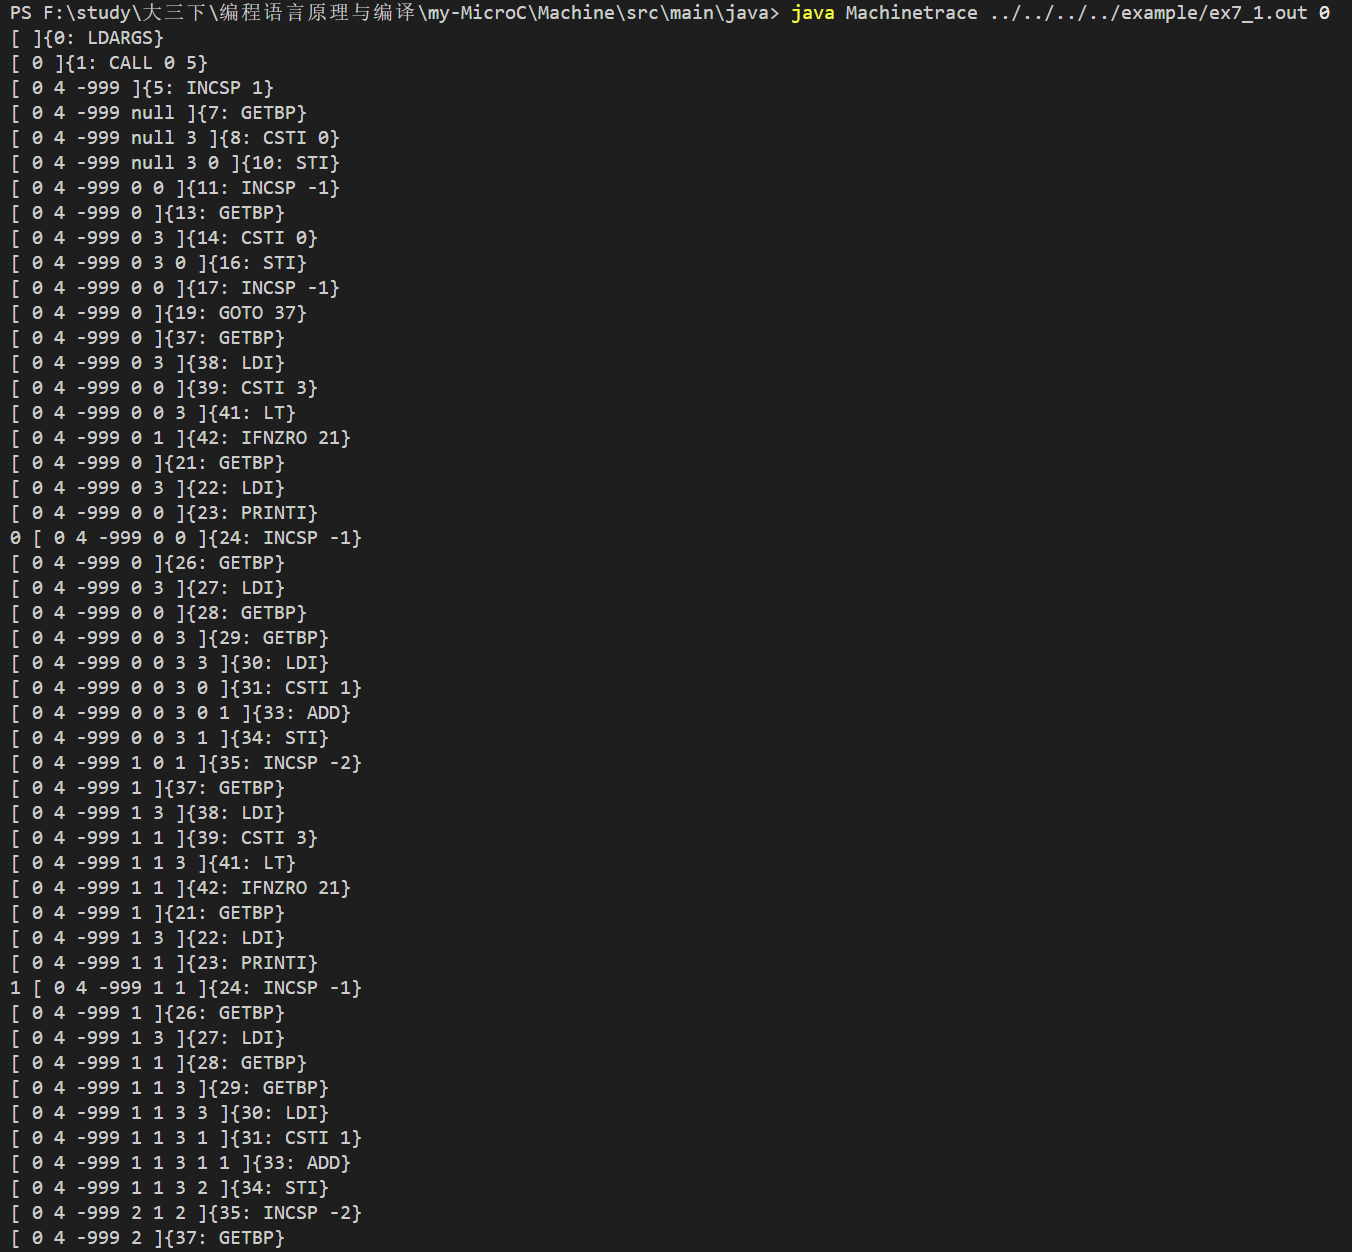 PS F:\study\大三下\编程语言原理与编译\my-MicroC\Machine\src\main\java> java Machinetrace ../../../../example/ex7_1.out 0
[ ]{0: LDARGS}
[ 0 ]{1: CALL 0 5}
[ 0 4 -999 ]{5: INCSP 1}
[ 0 4 -999 null ]{7: GETBP}
[ 0 4 -999 null 3 ]{8: CSTI 0}
[ 0 4 -999 null 3 0 ]{10: STI}
[ 0 4 -999 0 0 ]{11: INCSP -1}
[ 0 4 -999 0 ]{13: GETBP}
[ 0 4 -999 0 3 ]{14: CSTI 0}
[ 0 4 -999 0 3 0 ]{16: STI}
[ 0 4 -999 0 0 ]{17: INCSP -1}
[ 0 4 -999 0 ]{19: GOTO 37}
[ 0 4 -999 0 ]{37: GETBP}
[ 0 4 -999 0 3 ]{38: LDI}
[ 0 4 -999 0 0 ]{39: CSTI 3}
[ 0 4 -999 0 0 3 ]{41: LT}
[ 0 4 -999 0 1 ]{42: IFNZRO 21}
[ 0 4 -999 0 ]{21: GETBP}
[ 0 4 -999 0 3 ]{22: LDI}
[ 0 4 -999 0 0 ]{23: PRINTI}
0 [ 0 4 -999 0 0 ]{24: INCSP -1}
[ 0 4 -999 0 ]{26: GETBP}
[ 0 4 -999 0 3 ]{27: LDI}
[ 0 4 -999 0 0 ]{28: GETBP}
[ 0 4 -999 0 0 3 ]{29: GETBP}
[ 0 4 -999 0 0 3 3 ]{30: LDI}
[ 0 4 -999 0 0 3 0 ]{31: CSTI 1}
[ 0 4 -999 0 0 3 0 1 ]{33: ADD}
[ 0 4 -999 0 0 3 1 ]{34: STI}
[ 0 4 -999 1 0 1 ]{35: INCSP -2}
[ 0 4 -999 1 ]{37: GETBP}
[ 0 4 -999 1 3 ]{38: LDI}
[ 0 4 -999 1 1 ]{39: CSTI 3}
[ 0 4 -999 1 1 3 ]{41: LT}
[ 0 4 -999 1 1 ]{42: IFNZRO 21}
[ 0 4 -999 1 ]{21: GETBP}
[ 0 4 -999 1 3 ]{22: LDI}
[ 0 4 -999 1 1 ]{23: PRINTI}
1 [ 0 4 -999 1 1 ]{24: INCSP -1}
[ 0 4 -999 1 ]{26: GETBP}
[ 0 4 -999 1 3 ]{27: LDI}
[ 0 4 -999 1 1 ]{28: GETBP}
[ 0 4 -999 1 1 3 ]{29: GETBP}
[ 0 4 -999 1 1 3 3 ]{30: LDI}
[ 0 4 -999 1 1 3 1 ]{31: CSTI 1}
[ 0 4 -999 1 1 3 1 1 ]{33: ADD}
[ 0 4 -999 1 1 3 2 ]{34: STI}
[ 0 4 -999 2 1 2 ]{35: INCSP -2}
[ 0 4 -999 2 ]{37: GETBP}